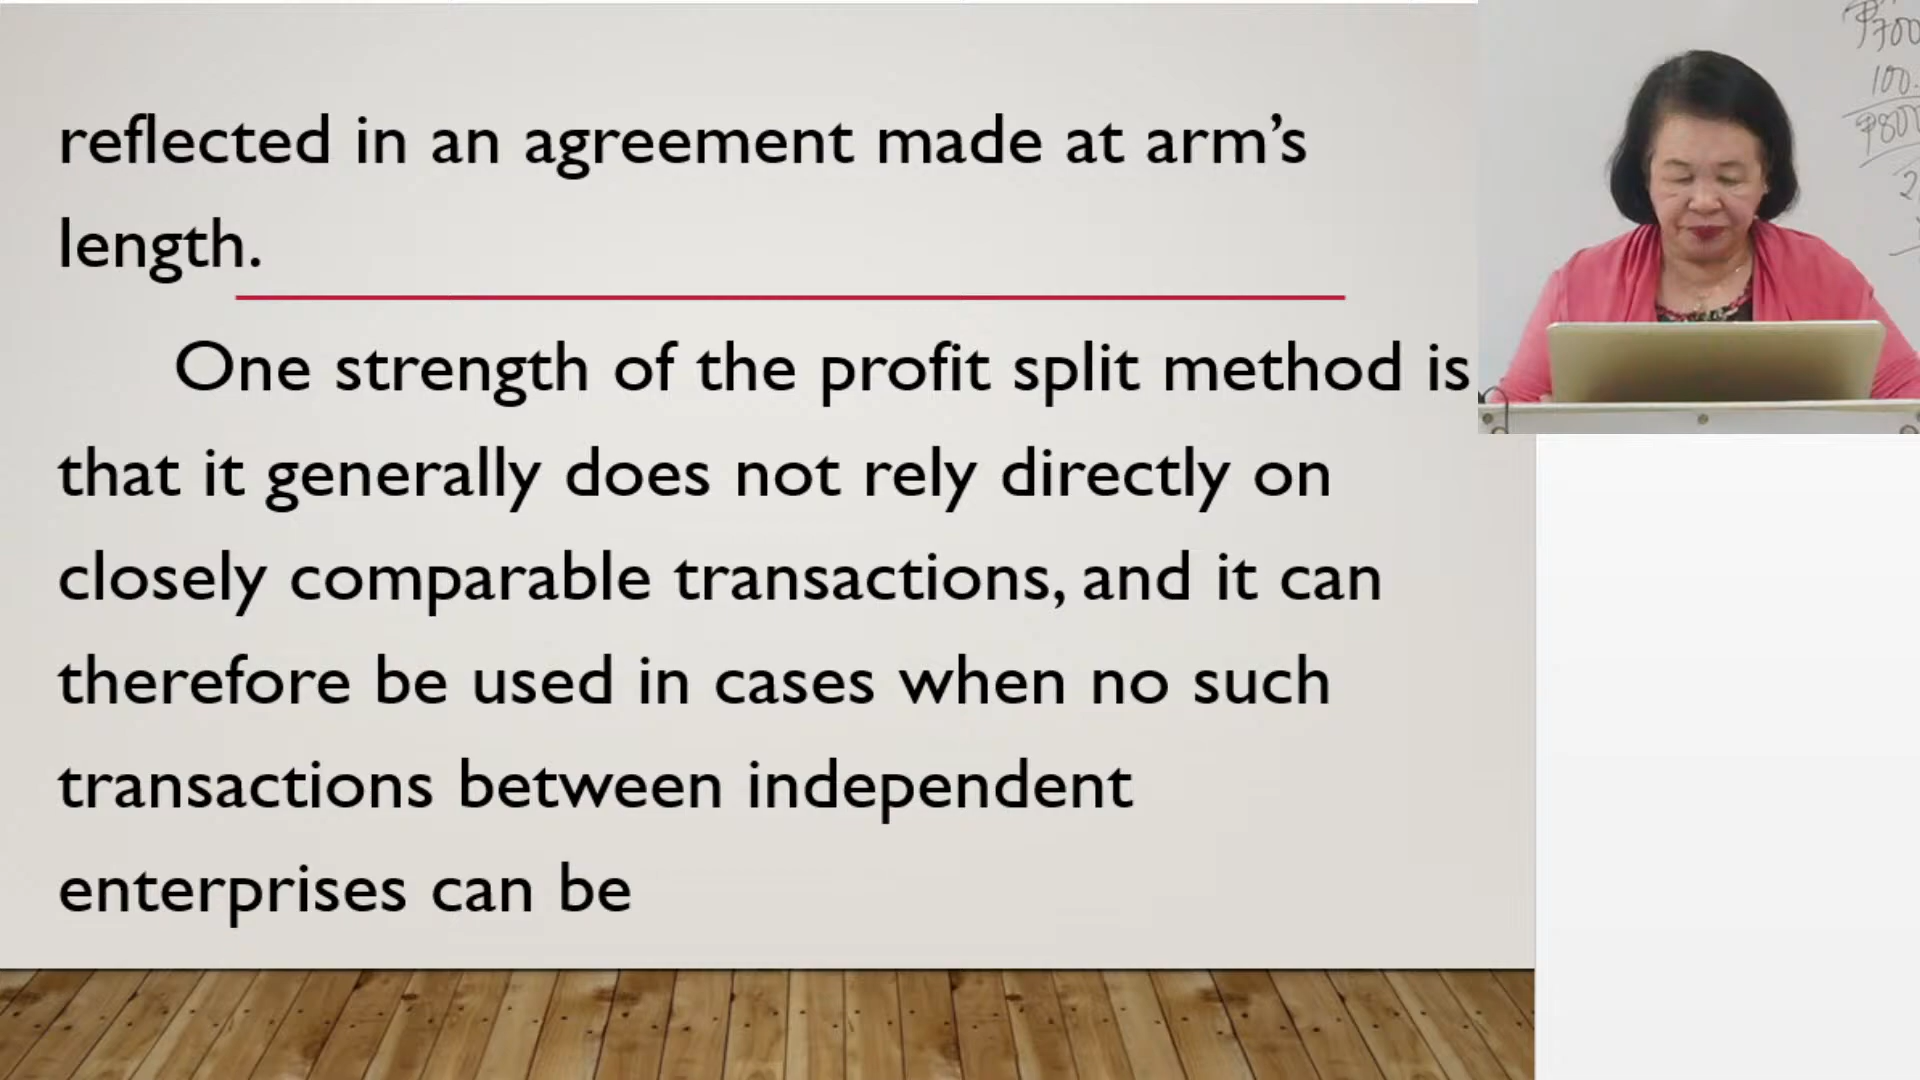 reflected in an agreement made at arm’s
length.
One strength of the profit split method is
that it generally does not rely directly on
closely comparable transactions, and it can
therefore be used in cases when no such
transactions between independent
enterprises can be
₱700
100.